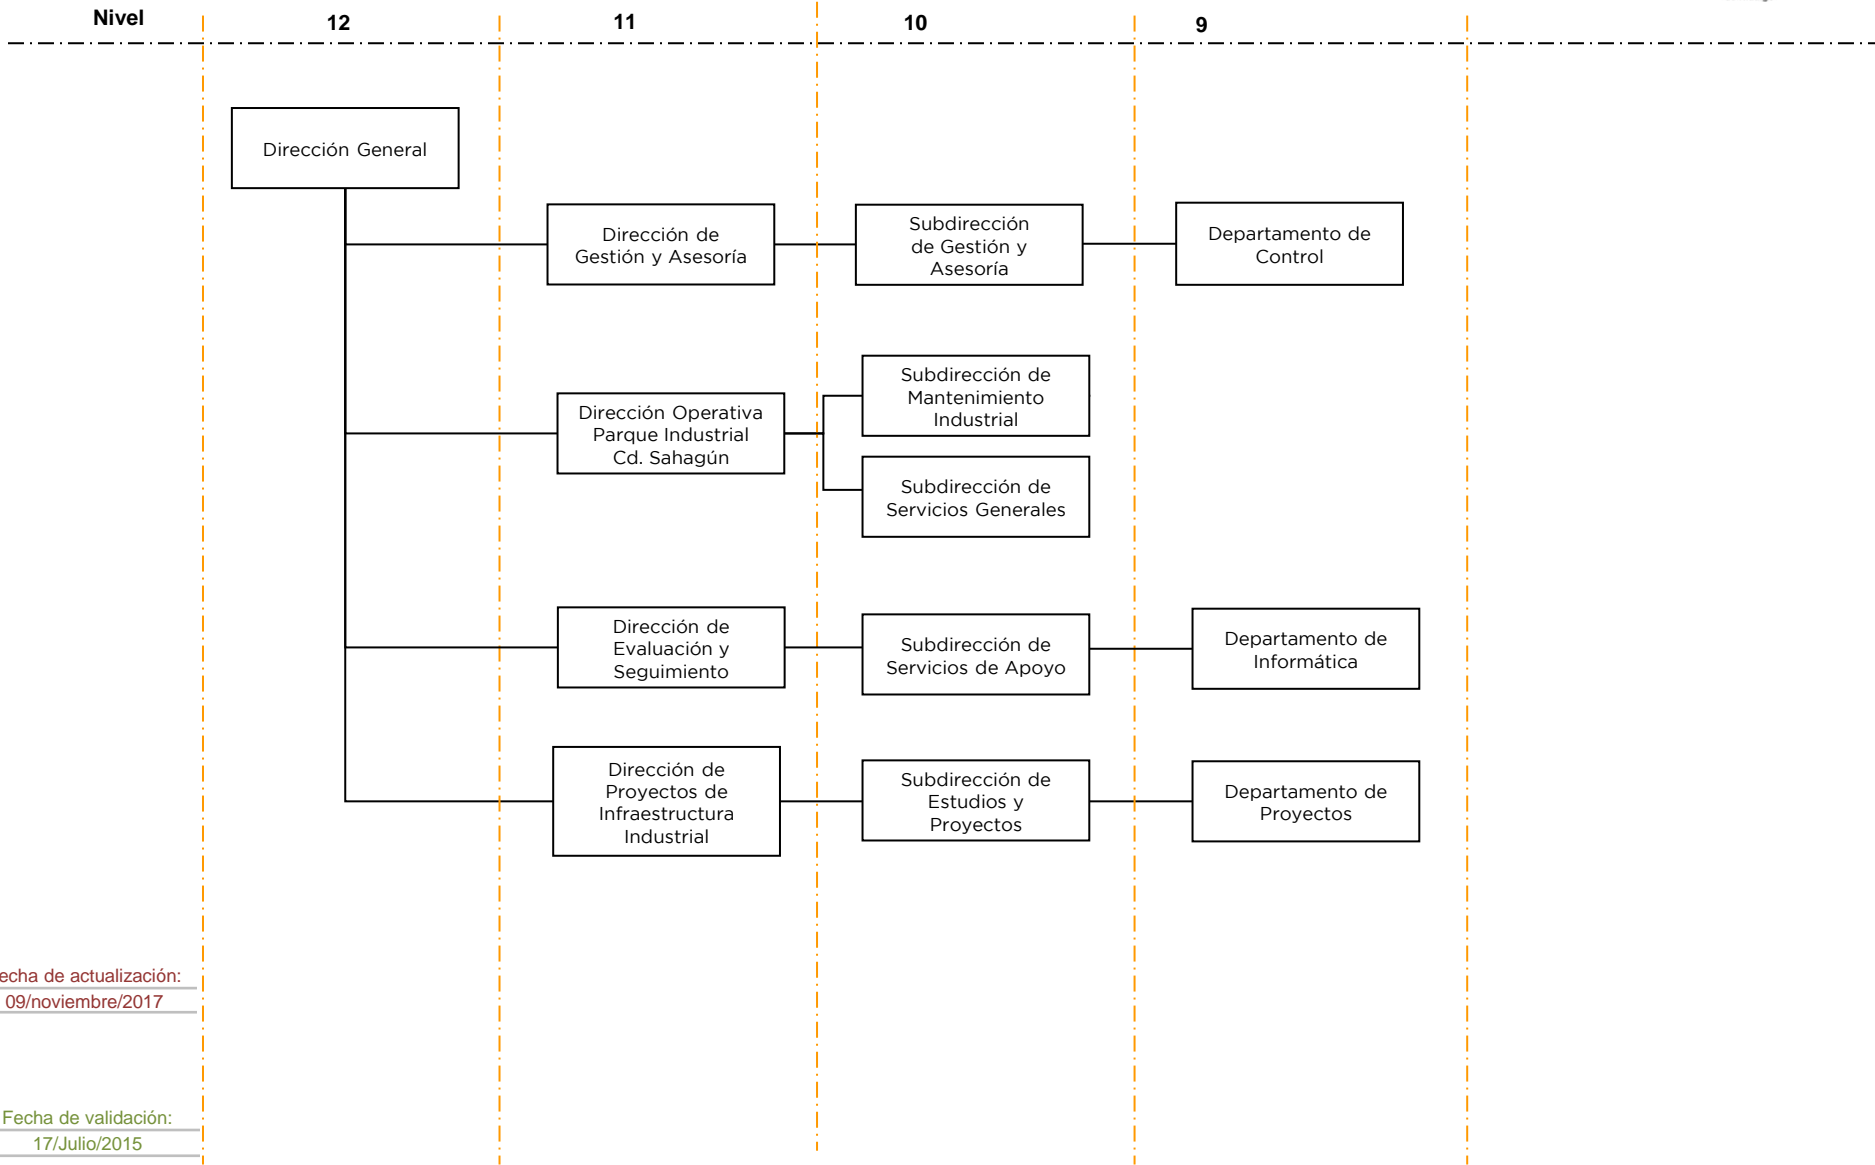 Nivel 12 11 10 9
Dirección General
Dirección de
Gestión y Asesoría
Subdirección
de Gestión y
Asesoría
Departamento de
Control
Dirección Operativa
Parque Industrial
Cd. Sahagún
Subdirección de
Mantenimiento
Industrial
Subdirección de
Servicios Generales
Dirección de
Evaluación y
Seguimiento
Subdirección de
Servicios de Apoyo
Departamento de
Informática
Dirección de
Proyectos de
Infraestructura
Industrial
Subdirección de
Estudios y
Proyectos
Departamento de
Proyectos
echa de actualización:
09/noviembre/2017
Fecha de validación:
17/Julio/2015